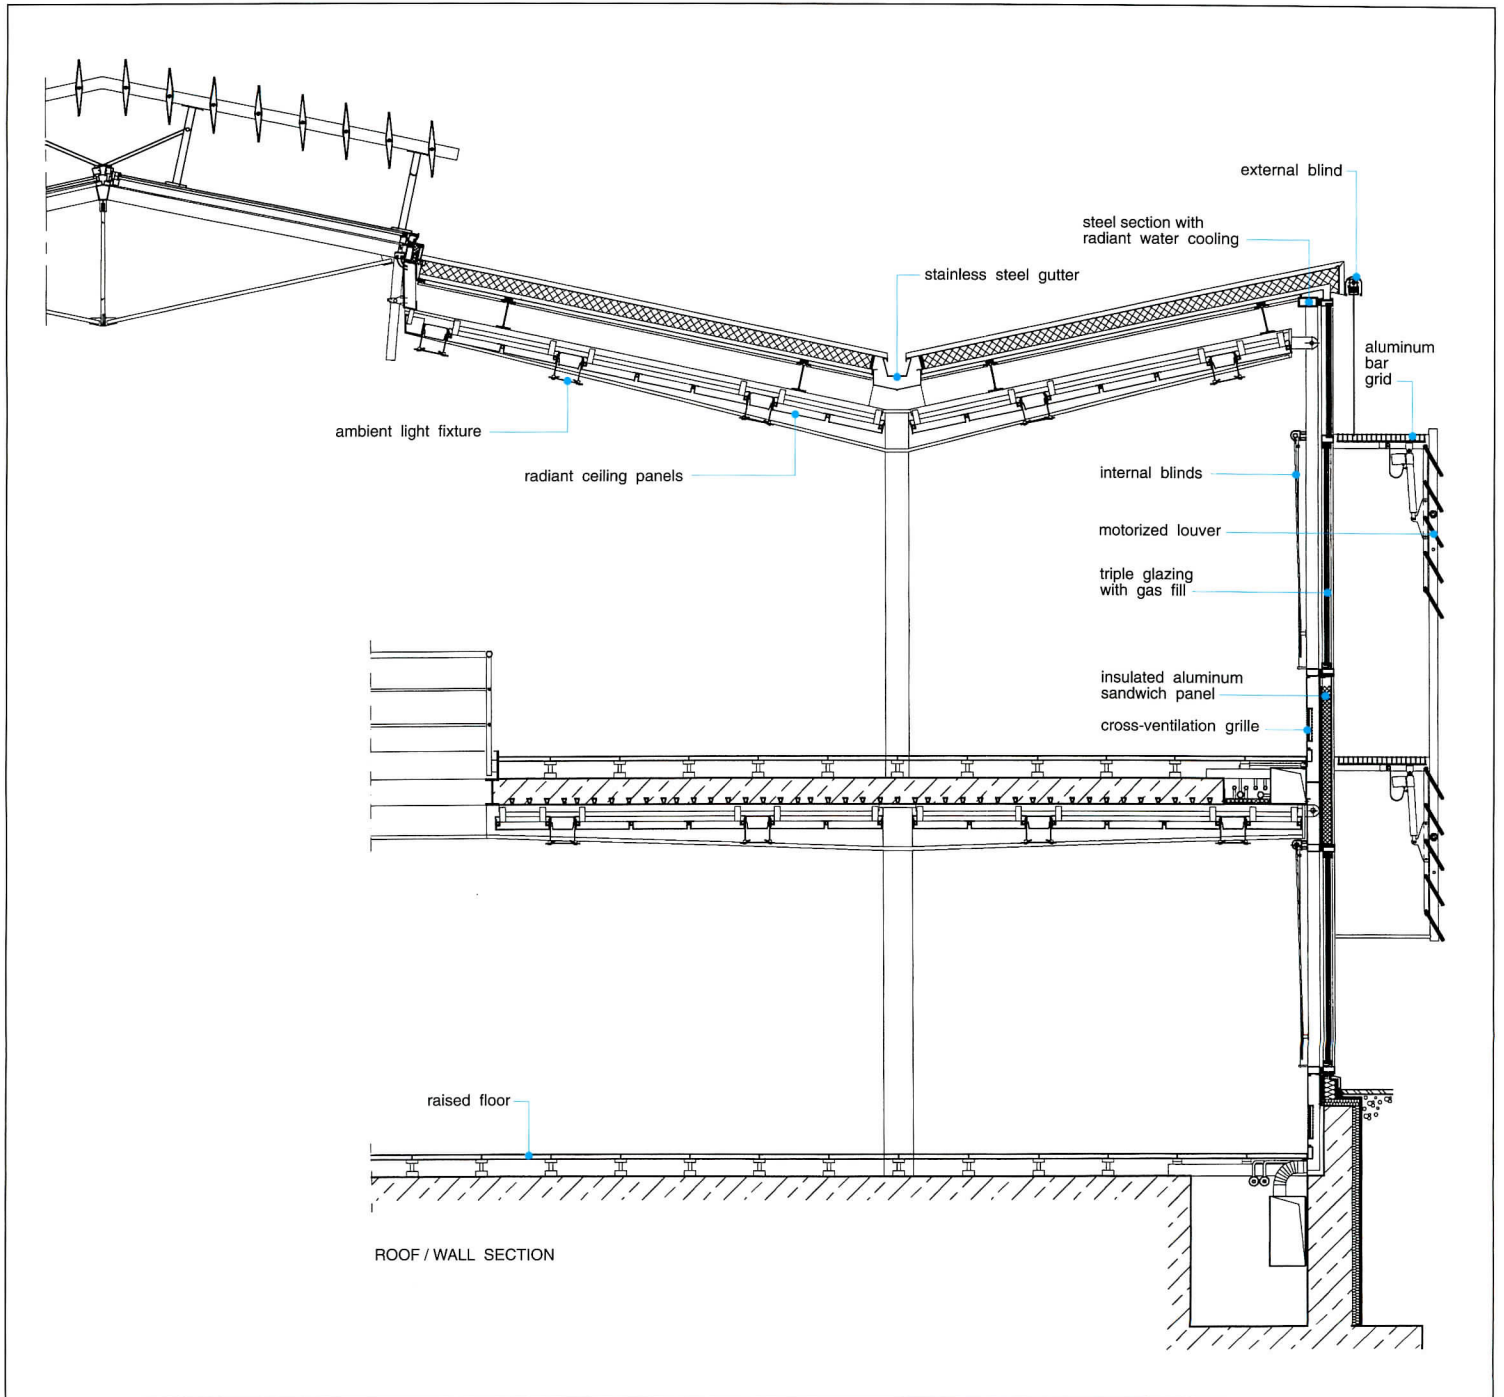 external blind
steel section with
radiant water cooling
stainless steel gutter
aluminum
bar
grid
ambient light fixture
radiant ceiling panels
internal blinds
motorized louver
triple glazing
with gas fill
insulated aluminum
sandwich panel
cross-ventilation grille
raised floor
ROOF / WALL SECTION